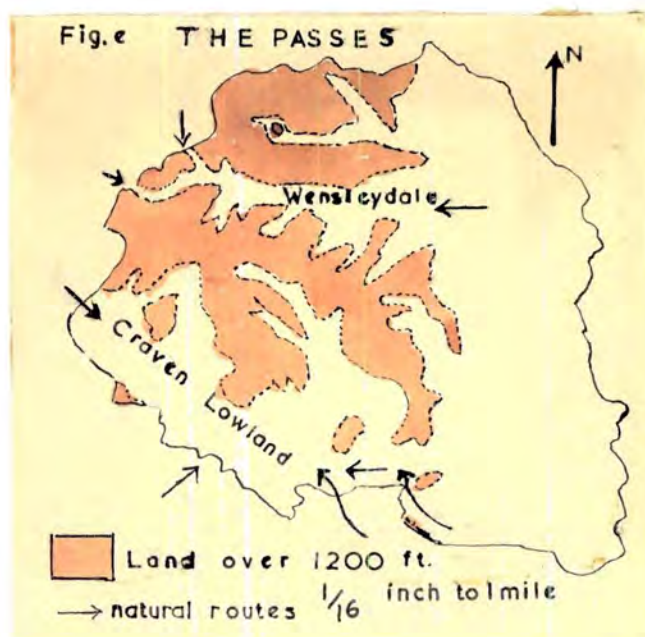 Fig.e THE PASSES
N
Wensleydale
Craven Lowland
Land over 1200 ft.
natural routes 1/16 inch to 1 mile